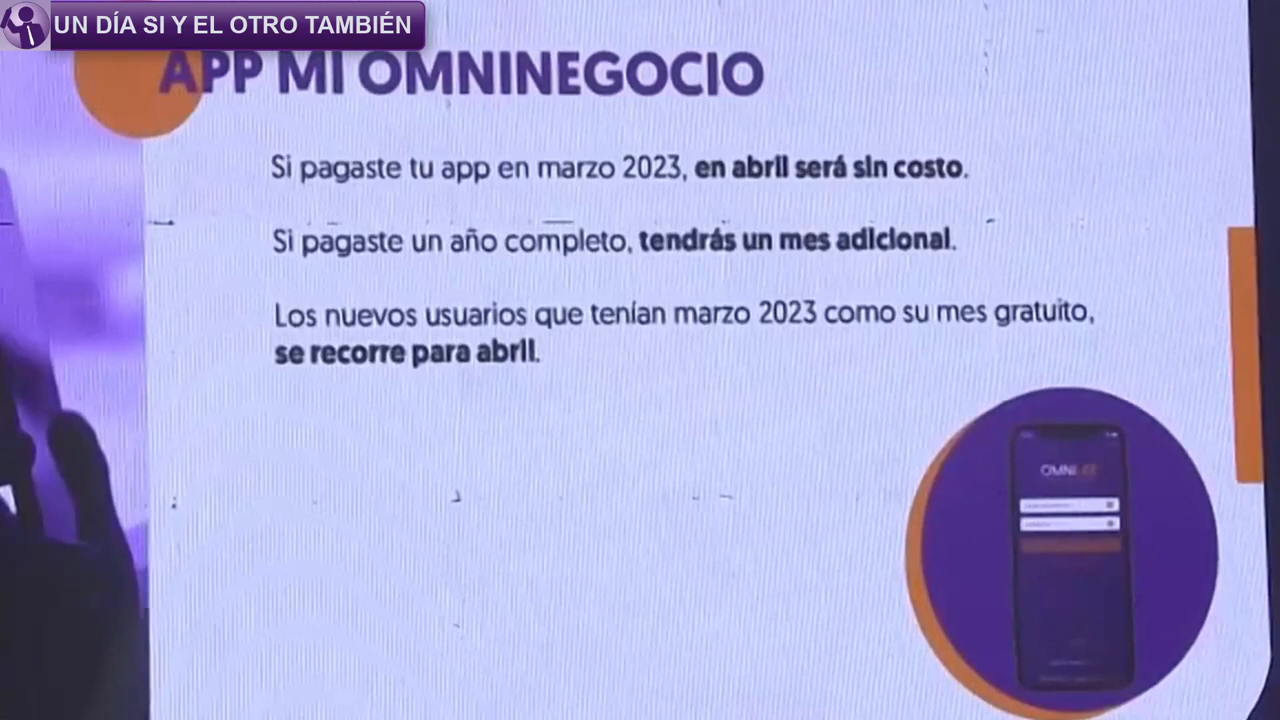 UN DÍA SI Y EL OTRO TAMBIÉN
APP MI OMNINEGOCIO
Si pagaste tu app en marzo 2023, en abril será sin costo.
Si pagaste un año completo, tendrás un mes adicional.
Los nuevos usuarios que tenían marzo 2023 como su mes gratuito,
se recorre para abril.